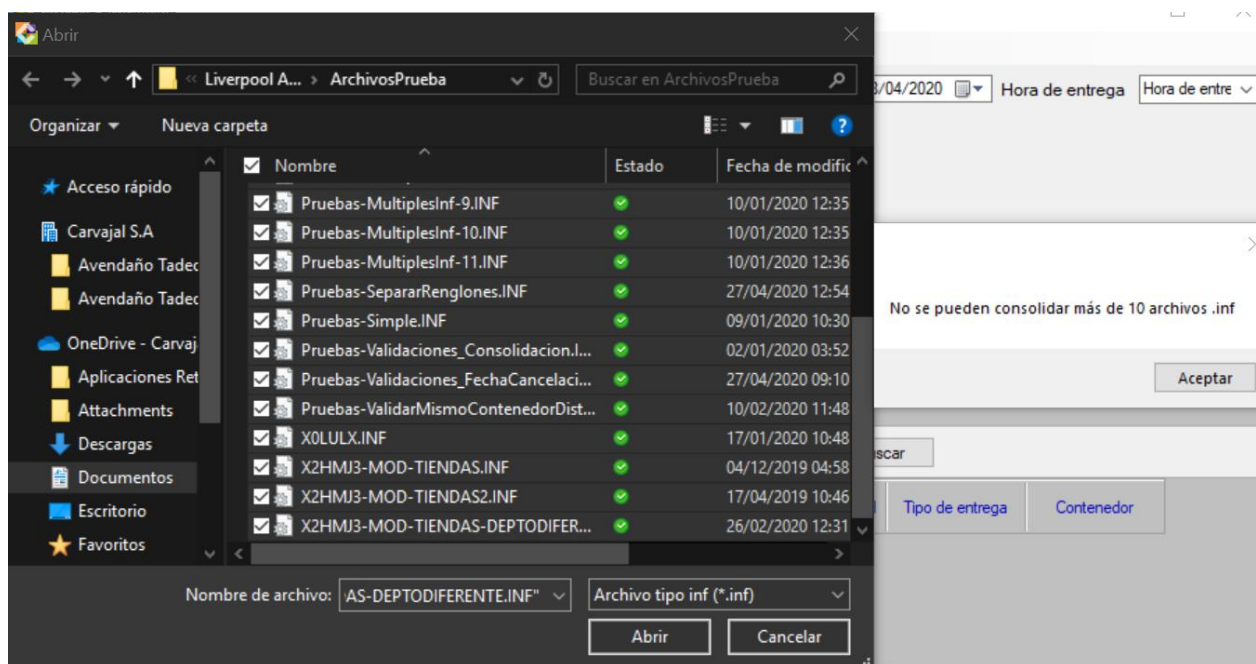 Abrir
Liverpool A... > ArchivosPrueba
Buscar en ArchivosPrueba
/04/2020
Hora de entrega
Hora de entre
Organizar
Nueva carpeta
Nombre
Estado
Fecha de modific
Acceso rápido
Carvajal S.A
Avendaño Tadec
Avendaño Tadec
OneDrive - Carvaj
Aplicaciones Ret
Attachments
Descargas
Documentos
Escritorio
Favoritos
Pruebas-MultiplesInf-9.INF
10/01/2020 12:35
Pruebas-MultiplesInf-10.INF
10/01/2020 12:35
Pruebas-MultiplesInf-11.INF
10/01/2020 12:36
Pruebas-SepararRenglones.INF
27/04/2020 12:54
Pruebas-Simple.INF
09/01/2020 10:30
Pruebas-Validaciones_Consolidacion.I...
02/01/2020 03:52
Pruebas-Validaciones_FechaCancelaci...
27/04/2020 09:10
Pruebas-ValidarMismoContenedorDist...
10/02/2020 11:48
X0LULX.INF
17/01/2020 10:48
X2HMJ3-MOD-TIENDAS.INF
04/12/2019 04:58
X2HMJ3-MOD-TIENDAS2.INF
17/04/2019 10:46
X2HMJ3-MOD-TIENDAS-DEPTODIFER...
26/02/2020 12:31
Nombre de archivo:
AS-DEPTODIFERENTE.INF"
Archivo tipo inf (*.inf)
Abrir
Cancelar
No se pueden consolidar más de 10 archivos .inf
Aceptar
scar
Tipo de entrega
Contenedor